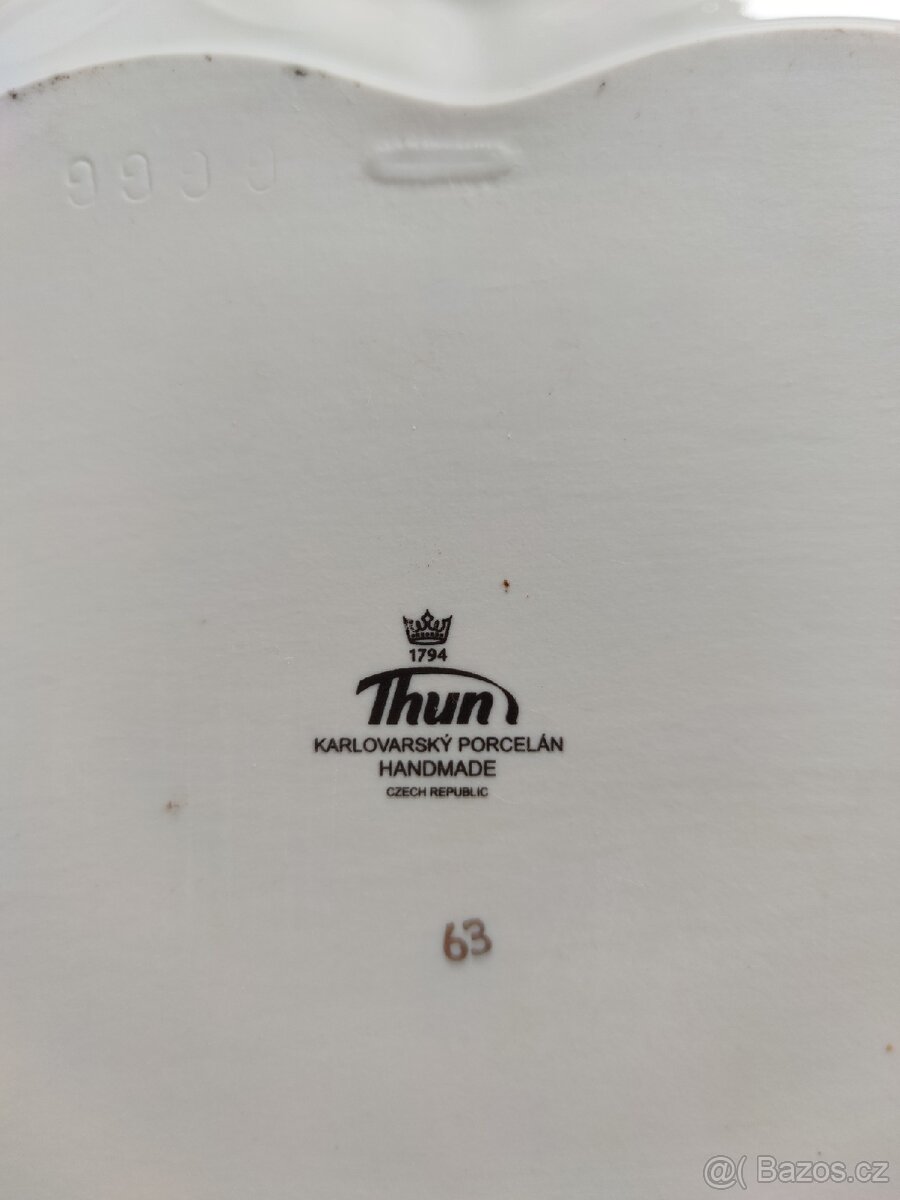 1794
Thun
KARLOVARSKÝ PORCELÁN
HANDMADE
CZECH REPUBLIC
63
@( Bazos.cz